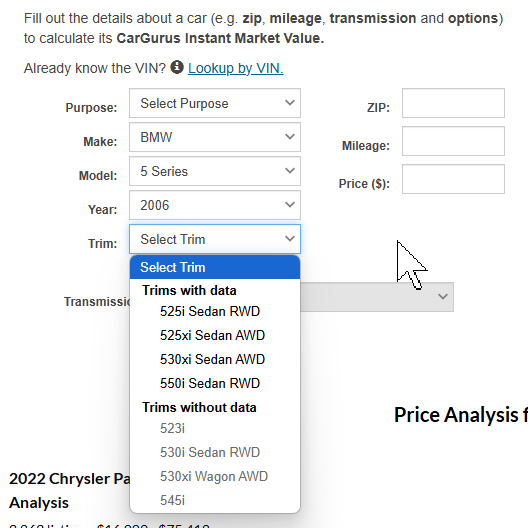 Fill out the details about a car (e.g. zip, mileage, transmission and options)
to calculate its CarGurus Instant Market Value.
Already know the VIN? Lookup by VIN.
Purpose: Select Purpose
ZIP:
Make: BMW
Mileage:
Model: 5 Series
Price ($):
Year: 2006
Trim: Select Trim
Select Trim
Trims with data
525i Sedan RWD
525xi Sedan AWD
530xi Sedan AWD
550i Sedan RWD
Trims without data
523i
530i Sedan RWD
530xi Wagon AWD
545i
Transmissio
Price Analysis f
2022 Chrysler Pa
Analysis